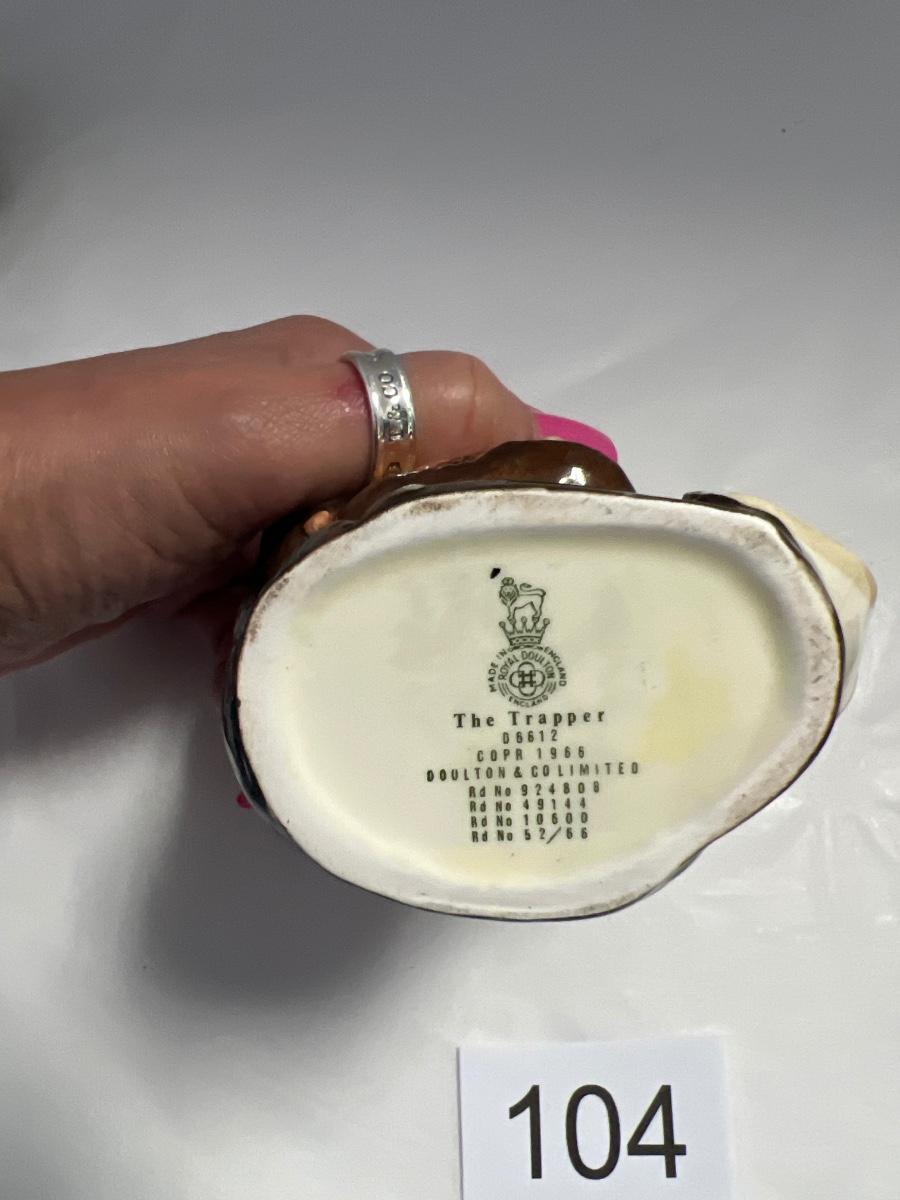 T & CO
MADE IN ENGLAND
ROYAL DOULTON
ENGLAND
The Trapper
D6612
COPR 1966
DOULTON & CO LIMITED
Rd No 924808
Rd No 49144
Rd No 10600
Rd No 52/66
104